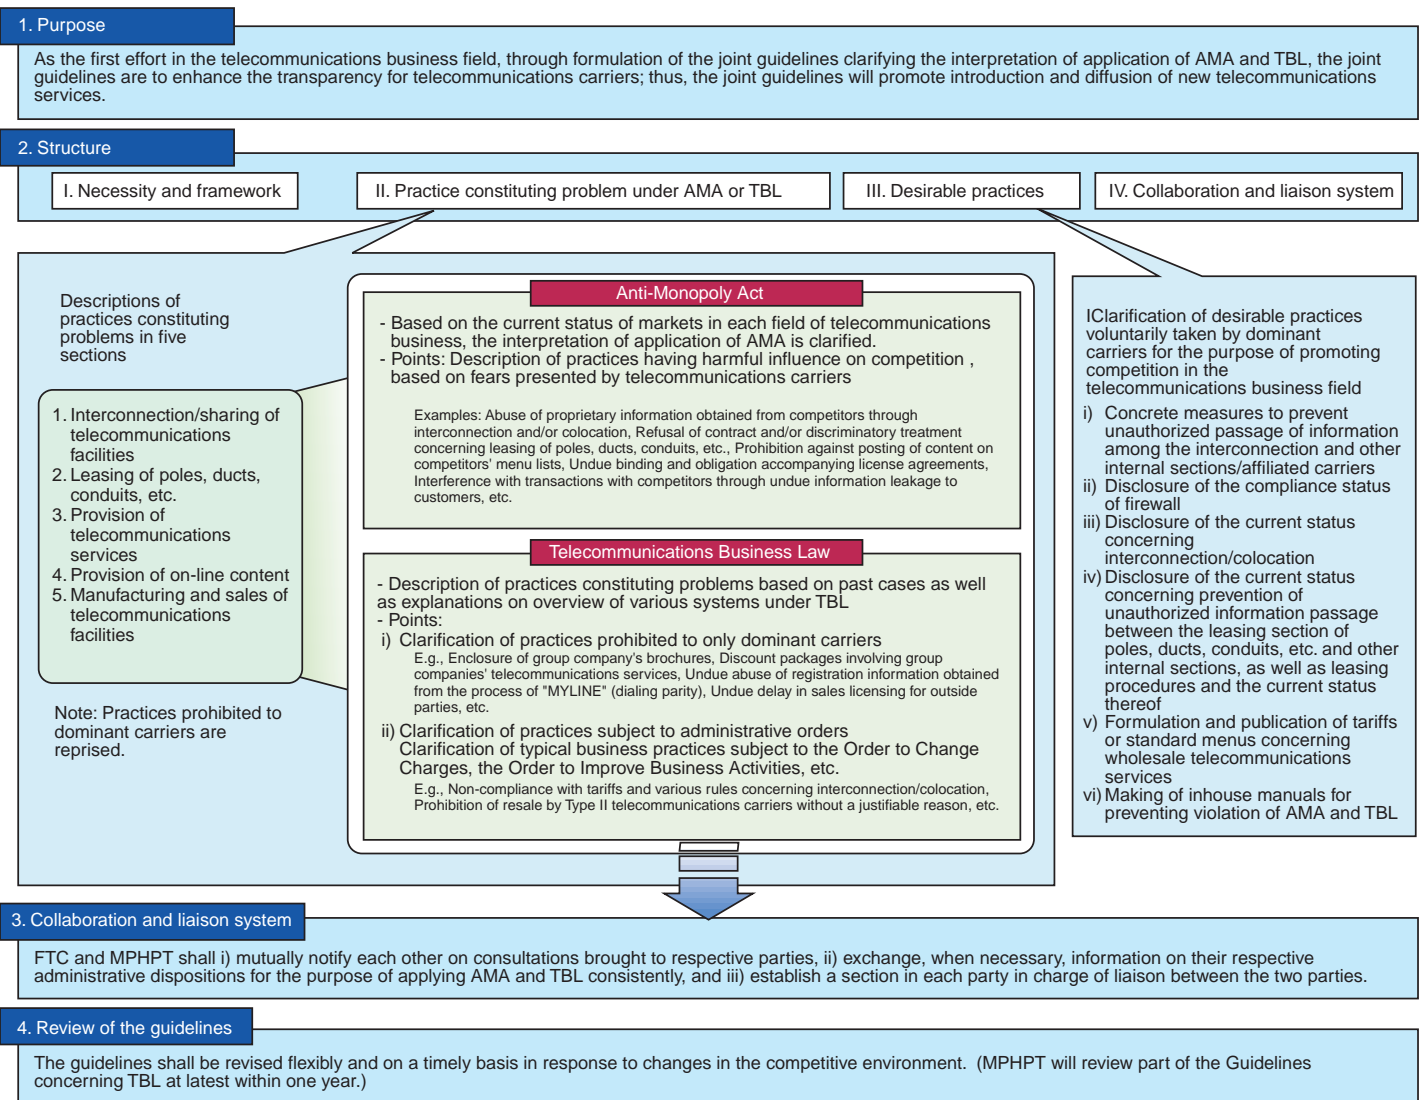 1. Purpose
As the first effort in the telecommunications business field, through formulation of the joint guidelines clarifying the interpretation of application of AMA and TBL, the joint
guidelines are to enhance the transparency for telecommunications carriers; thus, the joint guidelines will promote introduction and diffusion of new telecommunications
services.
2. Structure
I. Necessity and framework
II. Practice constituting problem under AMA or TBL
III. Desirable practices
IV. Collaboration and liaison system
Descriptions of
practices constituting
problems in five
sections
1. Interconnection/sharing of
telecommunications
facilities
2. Leasing of poles, ducts,
conduits, etc.
3. Provision of
telecommunications
services
4. Provision of on-line content
5. Manufacturing and sales of
telecommunications
facilities
Note: Practices prohibited to
dominant carriers are
reprised.
Anti-Monopoly Act
- Based on the current status of markets in each field of telecommunications
business, the interpretation of application of AMA is clarified.
- Points: Description of practices having harmful influence on competition ,
based on fears presented by telecommunications carriers
Examples: Abuse of proprietary information obtained from competitors through
interconnection and/or colocation, Refusal of contract and/or discriminatory treatment
concerning leasing of poles, ducts, conduits, etc., Prohibition against posting of content on
competitors' menu lists, Undue binding and obligation accompanying license agreements,
Interference with transactions with competitors through undue information leakage to
customers, etc.
Telecommunications Business Law
- Description of practices constituting problems based on past cases as well
as explanations on overview of various systems under TBL
- Points:
i) Clarification of practices prohibited to only dominant carriers
E.g., Enclosure of group company's brochures, Discount packages involving group
companies' telecommunications services, Undue abuse of registration information obtained
from the process of "MYLINE" (dialing parity), Undue delay in sales licensing for outside
parties, etc.
ii) Clarification of practices subject to administrative orders
Clarification of typical business practices subject to the Order to Change
Charges, the Order to Improve Business Activities, etc.
E.g., Non-compliance with tariffs and various rules concerning interconnection/colocation,
Prohibition of resale by Type II telecommunications carriers without a justifiable reason, etc.
IClarification of desirable practices
voluntarily taken by dominant
carriers for the purpose of promoting
competition in the
telecommunications business field
i) Concrete measures to prevent
unauthorized passage of information
among the interconnection and other
internal sections/affiliated carriers
ii) Disclosure of the compliance status
of firewall
iii) Disclosure of the current status
concerning
interconnection/colocation
iv) Disclosure of the current status
concerning prevention of
unauthorized information passage
between the leasing section of
poles, ducts, conduits, etc. and other
internal sections, as well as leasing
procedures and the current status
thereof
v) Formulation and publication of tariffs
or standard menus concerning
wholesale telecommunications
services
vi) Making of inhouse manuals for
preventing violation of AMA and TBL
3. Collaboration and liaison system
FTC and MPHPT shall i) mutually notify each other on consultations brought to respective parties, ii) exchange, when necessary, information on their respective
administrative dispositions for the purpose of applying AMA and TBL consistently, and iii) establish a section in each party in charge of liaison between the two parties.
4. Review of the guidelines
The guidelines shall be revised flexibly and on a timely basis in response to changes in the competitive environment. (MPHPT will review part of the Guidelines
concerning TBL at latest within one year.)